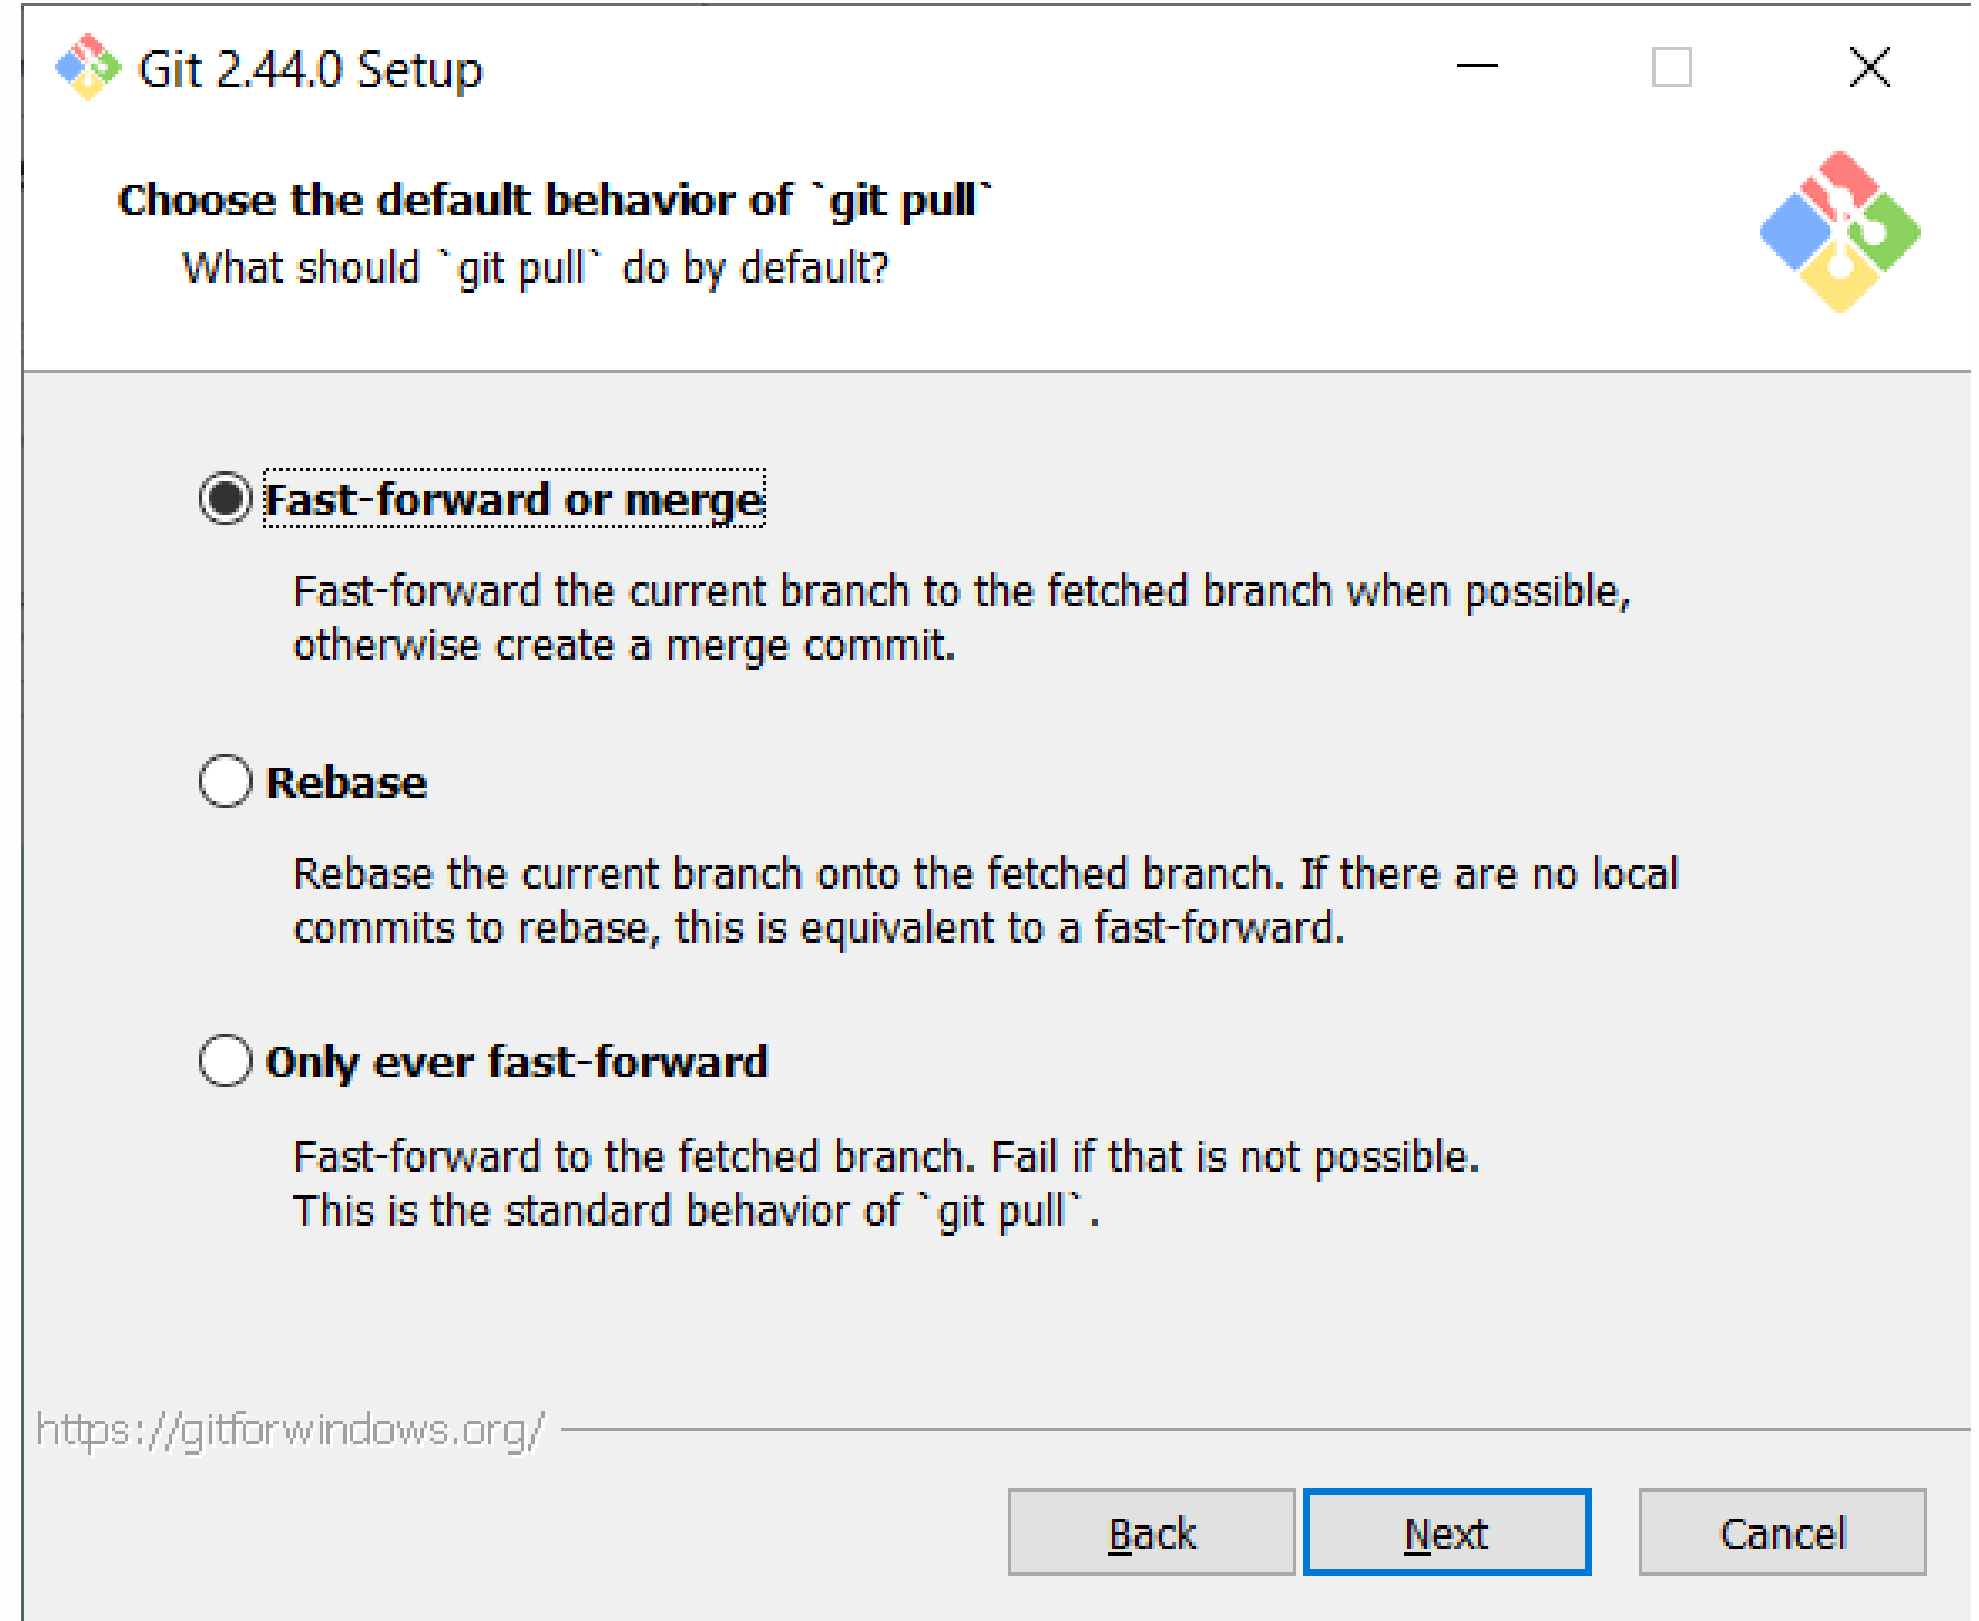 Git 2.44.0 Setup
Choose the default behavior of `git pull`
What should `git pull` do by default?
Fast-forward or merge
Fast-forward the current branch to the fetched branch when possible,
otherwise create a merge commit.
Rebase
Rebase the current branch onto the fetched branch. If there are no local
commits to rebase, this is equivalent to a fast-forward.
Only ever fast-forward
Fast-forward to the fetched branch. Fail if that is not possible.
This is the standard behavior of `git pull`.
https://gitforwindows.org/
Back Next Cancel